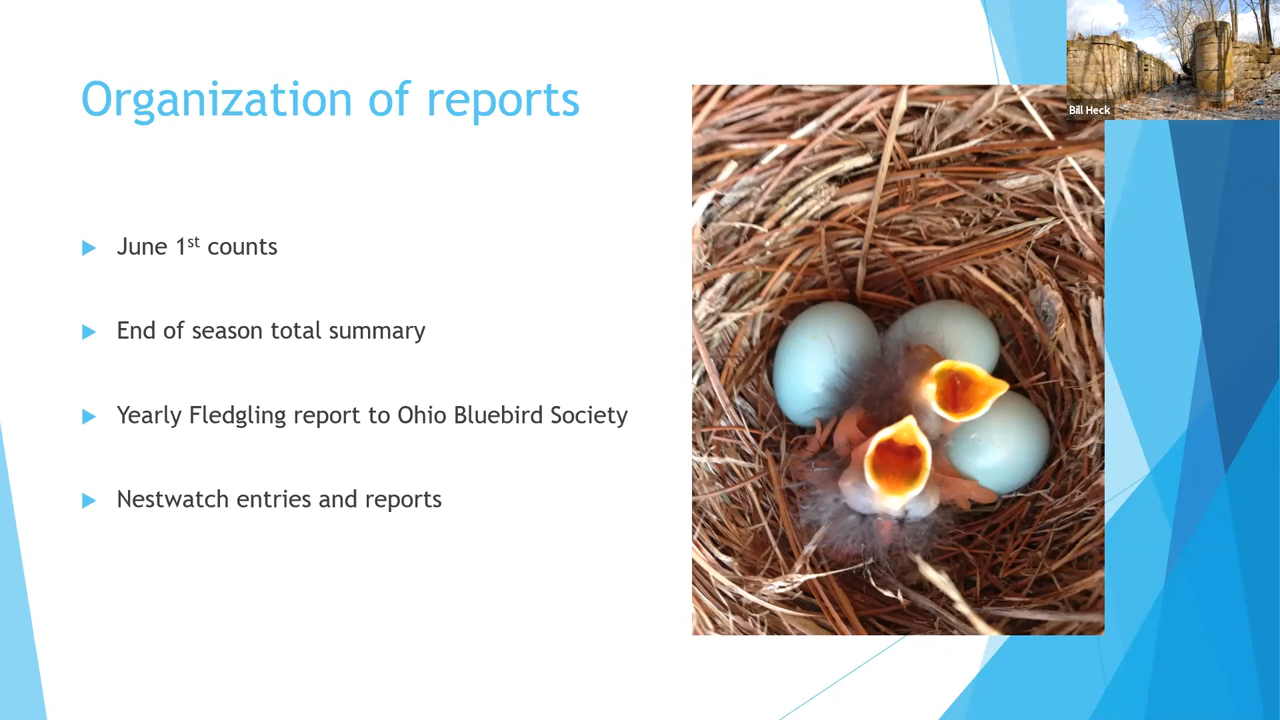 Organization of reports
Bill Heck
June 1st counts
End of season total summary
Yearly Fledgling report to Ohio Bluebird Society
Nestwatch entries and reports